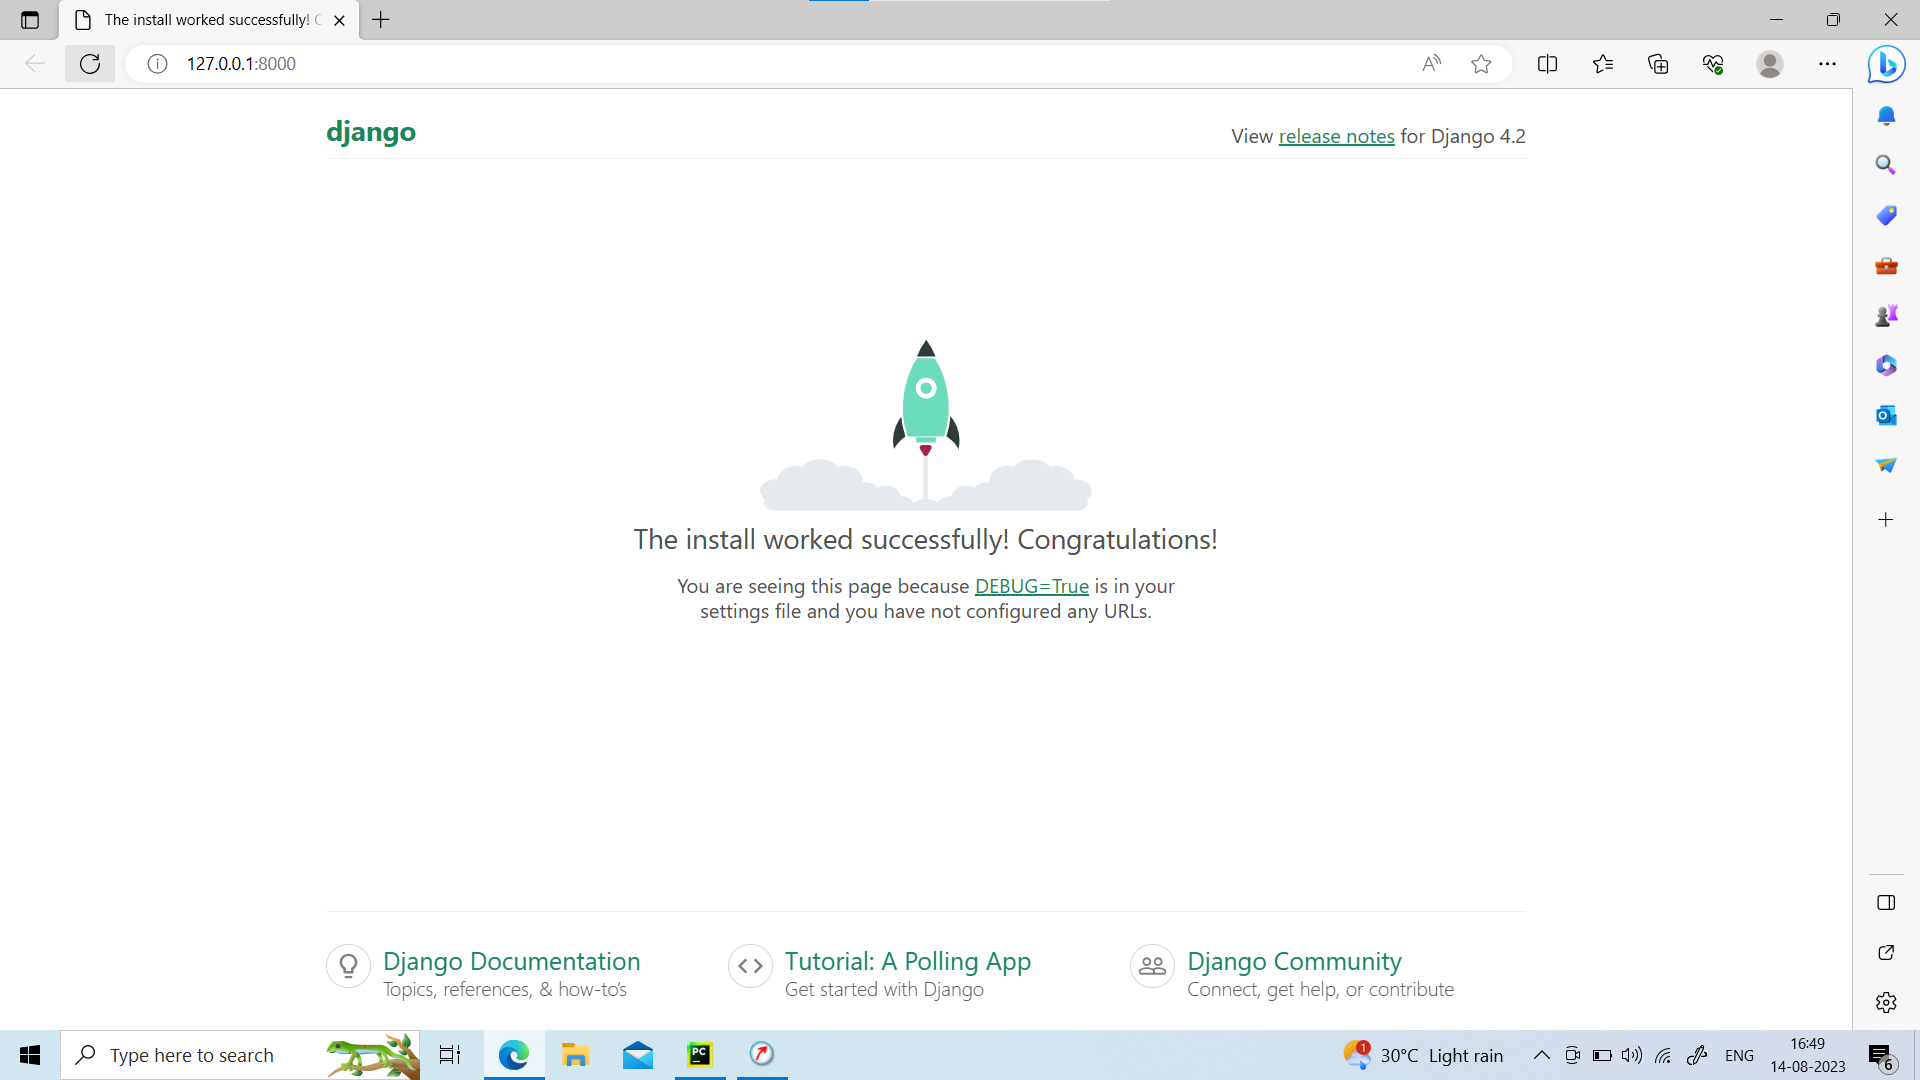 The install worked successfully! C
127.0.0.1:8000
django
View release notes for Django 4.2
The install worked successfully! Congratulations!
You are seeing this page because DEBUG=True is in your
settings file and you have not configured any URLs.
Django Documentation
Topics, references, & how-to’s
Tutorial: A Polling App
Get started with Django
Django Community
Connect, get help, or contribute
Type here to search
PC
1
30°C Light rain
ENG
16:49
14-08-2023
6